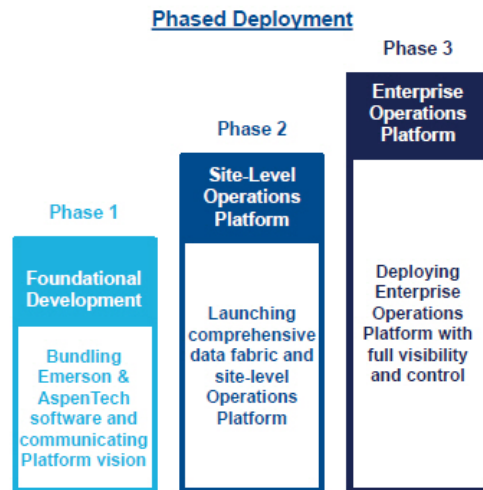 Phased Deployment
Phase 1
Foundational
Development
Bundling
Emerson &
AspenTech
software and
communicating
Platform vision
Phase 2
Site-Level
Operations
Platform
Launching
comprehensive
data fabric and
site-level
Operations
Platform
Phase 3
Enterprise
Operations
Platform
Deploying
Enterprise
Operations
Platform with
full visibility
and control